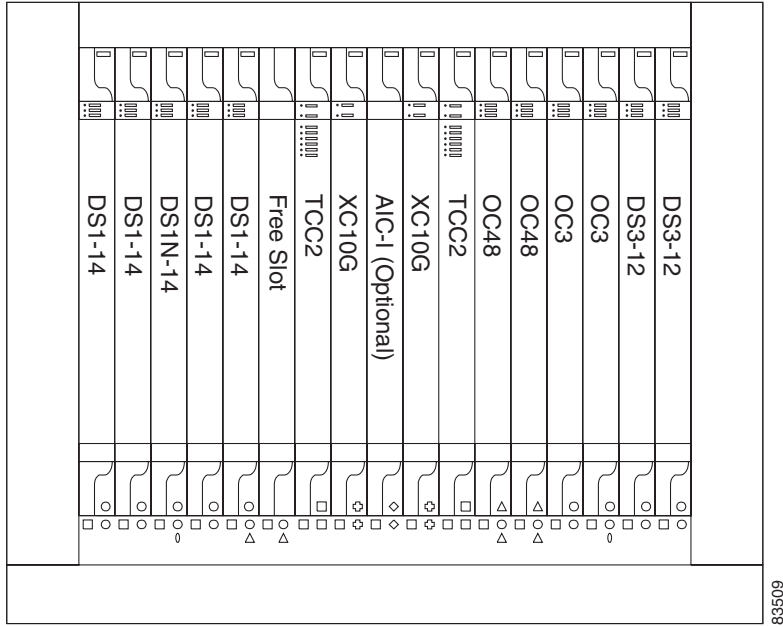 DS1-14
DS1-14
DS1N-14
DS1-14
DS1-14
Free Slot
TCC2
XC10G
AIC-I (Optional)
XC10G
TCC2
OC48
OC48
OC3
OC3
DS3-12
DS3-12
83509